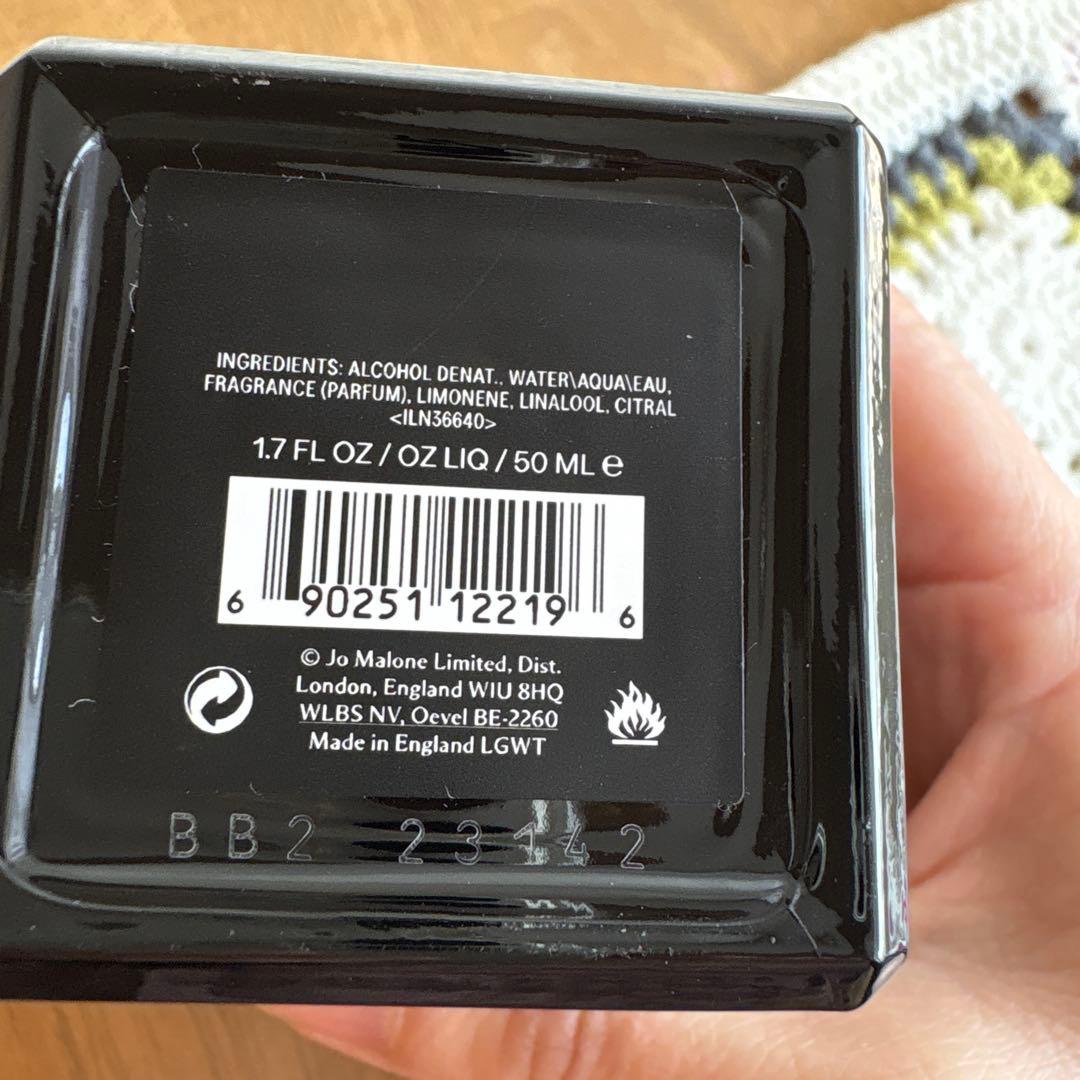 INGREDIENTS: ALCOHOL DENAT., WATER\AQUA\EAU,
FRAGRANCE (PARFUM), LIMONENE, LINALOOL, CITRAL
<ILN36640>
1.7 FL OZ / OZ LIQ / 50 ML e
6 90251 12219 6
© Jo Malone Limited, Dist.
London, England W1U 8HQ
WLBS NV, Oevel BE-2260
Made in England LGWT
BB2 23142